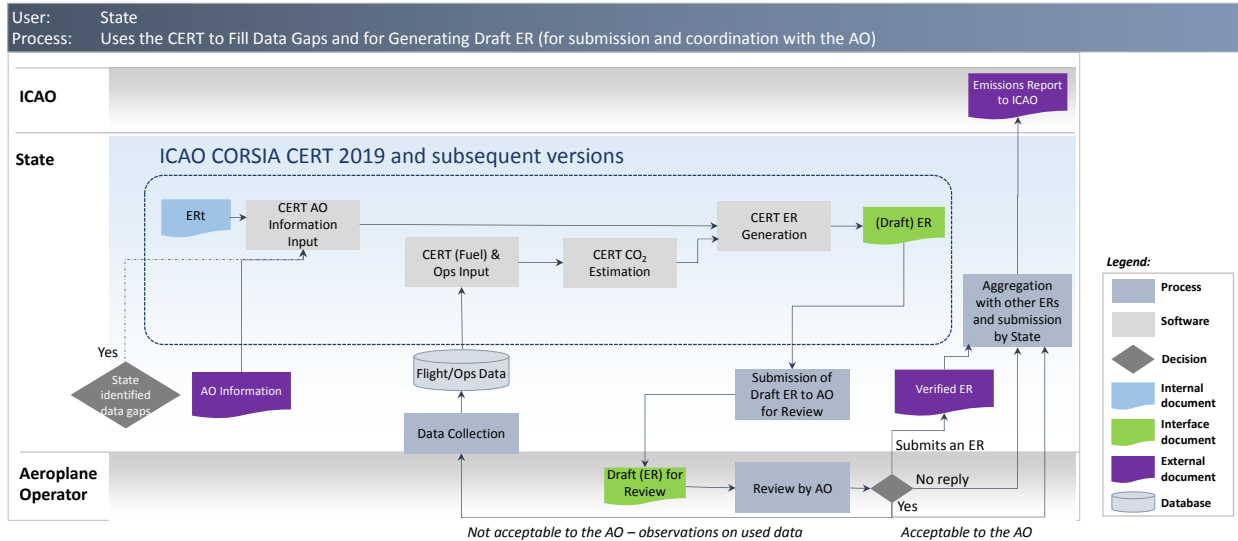 User: State
Process: Uses the CERT to Fill Data Gaps and for Generating Draft ER (for submission and coordination with the AO)
ICAO
Emissions Report
to ICAO
State
ICAO CORSIA CERT 2019 and subsequent versions
ERt
CERT AO
Information
Input
CERT (Fuel) &
Ops Input
CERT CO₂
Estimation
CERT ER
Generation
(Draft) ER
Aggregation
with other ERs
and submission
by State
Yes
State
identified
data gaps
AO Information
Flight/Ops Data
Data Collection
Submission of
Draft ER to AO
for Review
Verified ER
Submits an ER
Aeroplane
Operator
Draft (ER) for
Review
Review by AO
No reply
Yes
Not acceptable to the AO – observations on used data
Acceptable to the AO
Legend:
Process
Software
Decision
Internal
document
Interface
document
External
document
Database